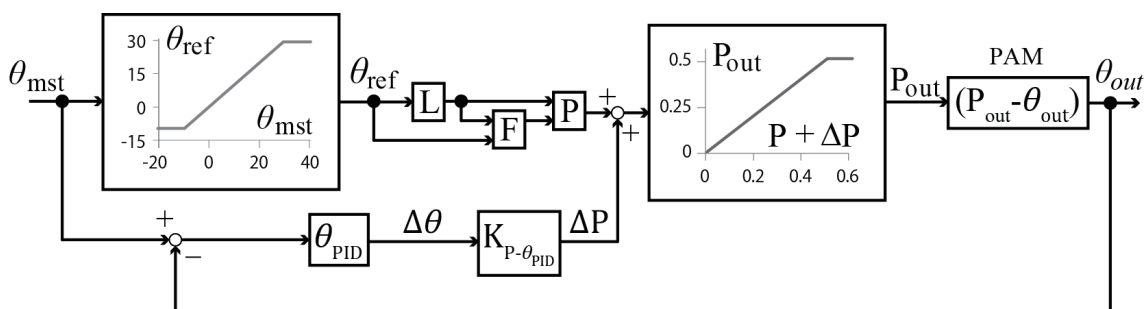 θmst
30
15
0
-15
θref
θmst
-20 0 20 40
θref
L
F
P
+
+
0.5
0.25
0
Pout
P + ΔP
0 0.2 0.4 0.6
Pout
PAM
(Pout-θout)
θout
+
−
θPID
Δθ
KP-θPID
ΔP